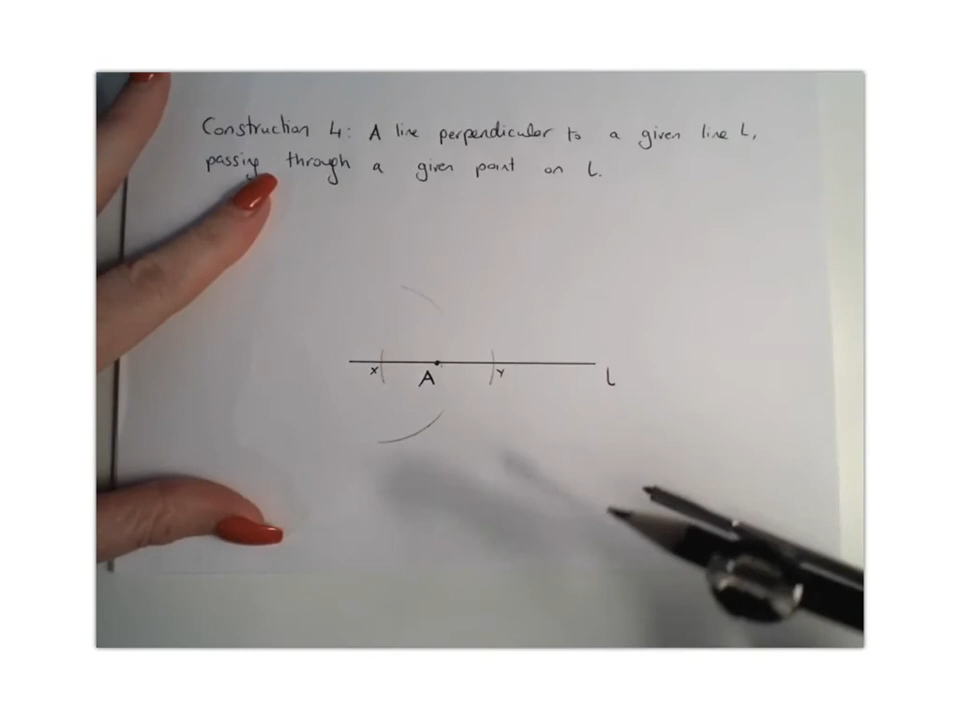 Construction 4: A line perpendicular to a given line L,
passing through a given point on L.
X A Y L